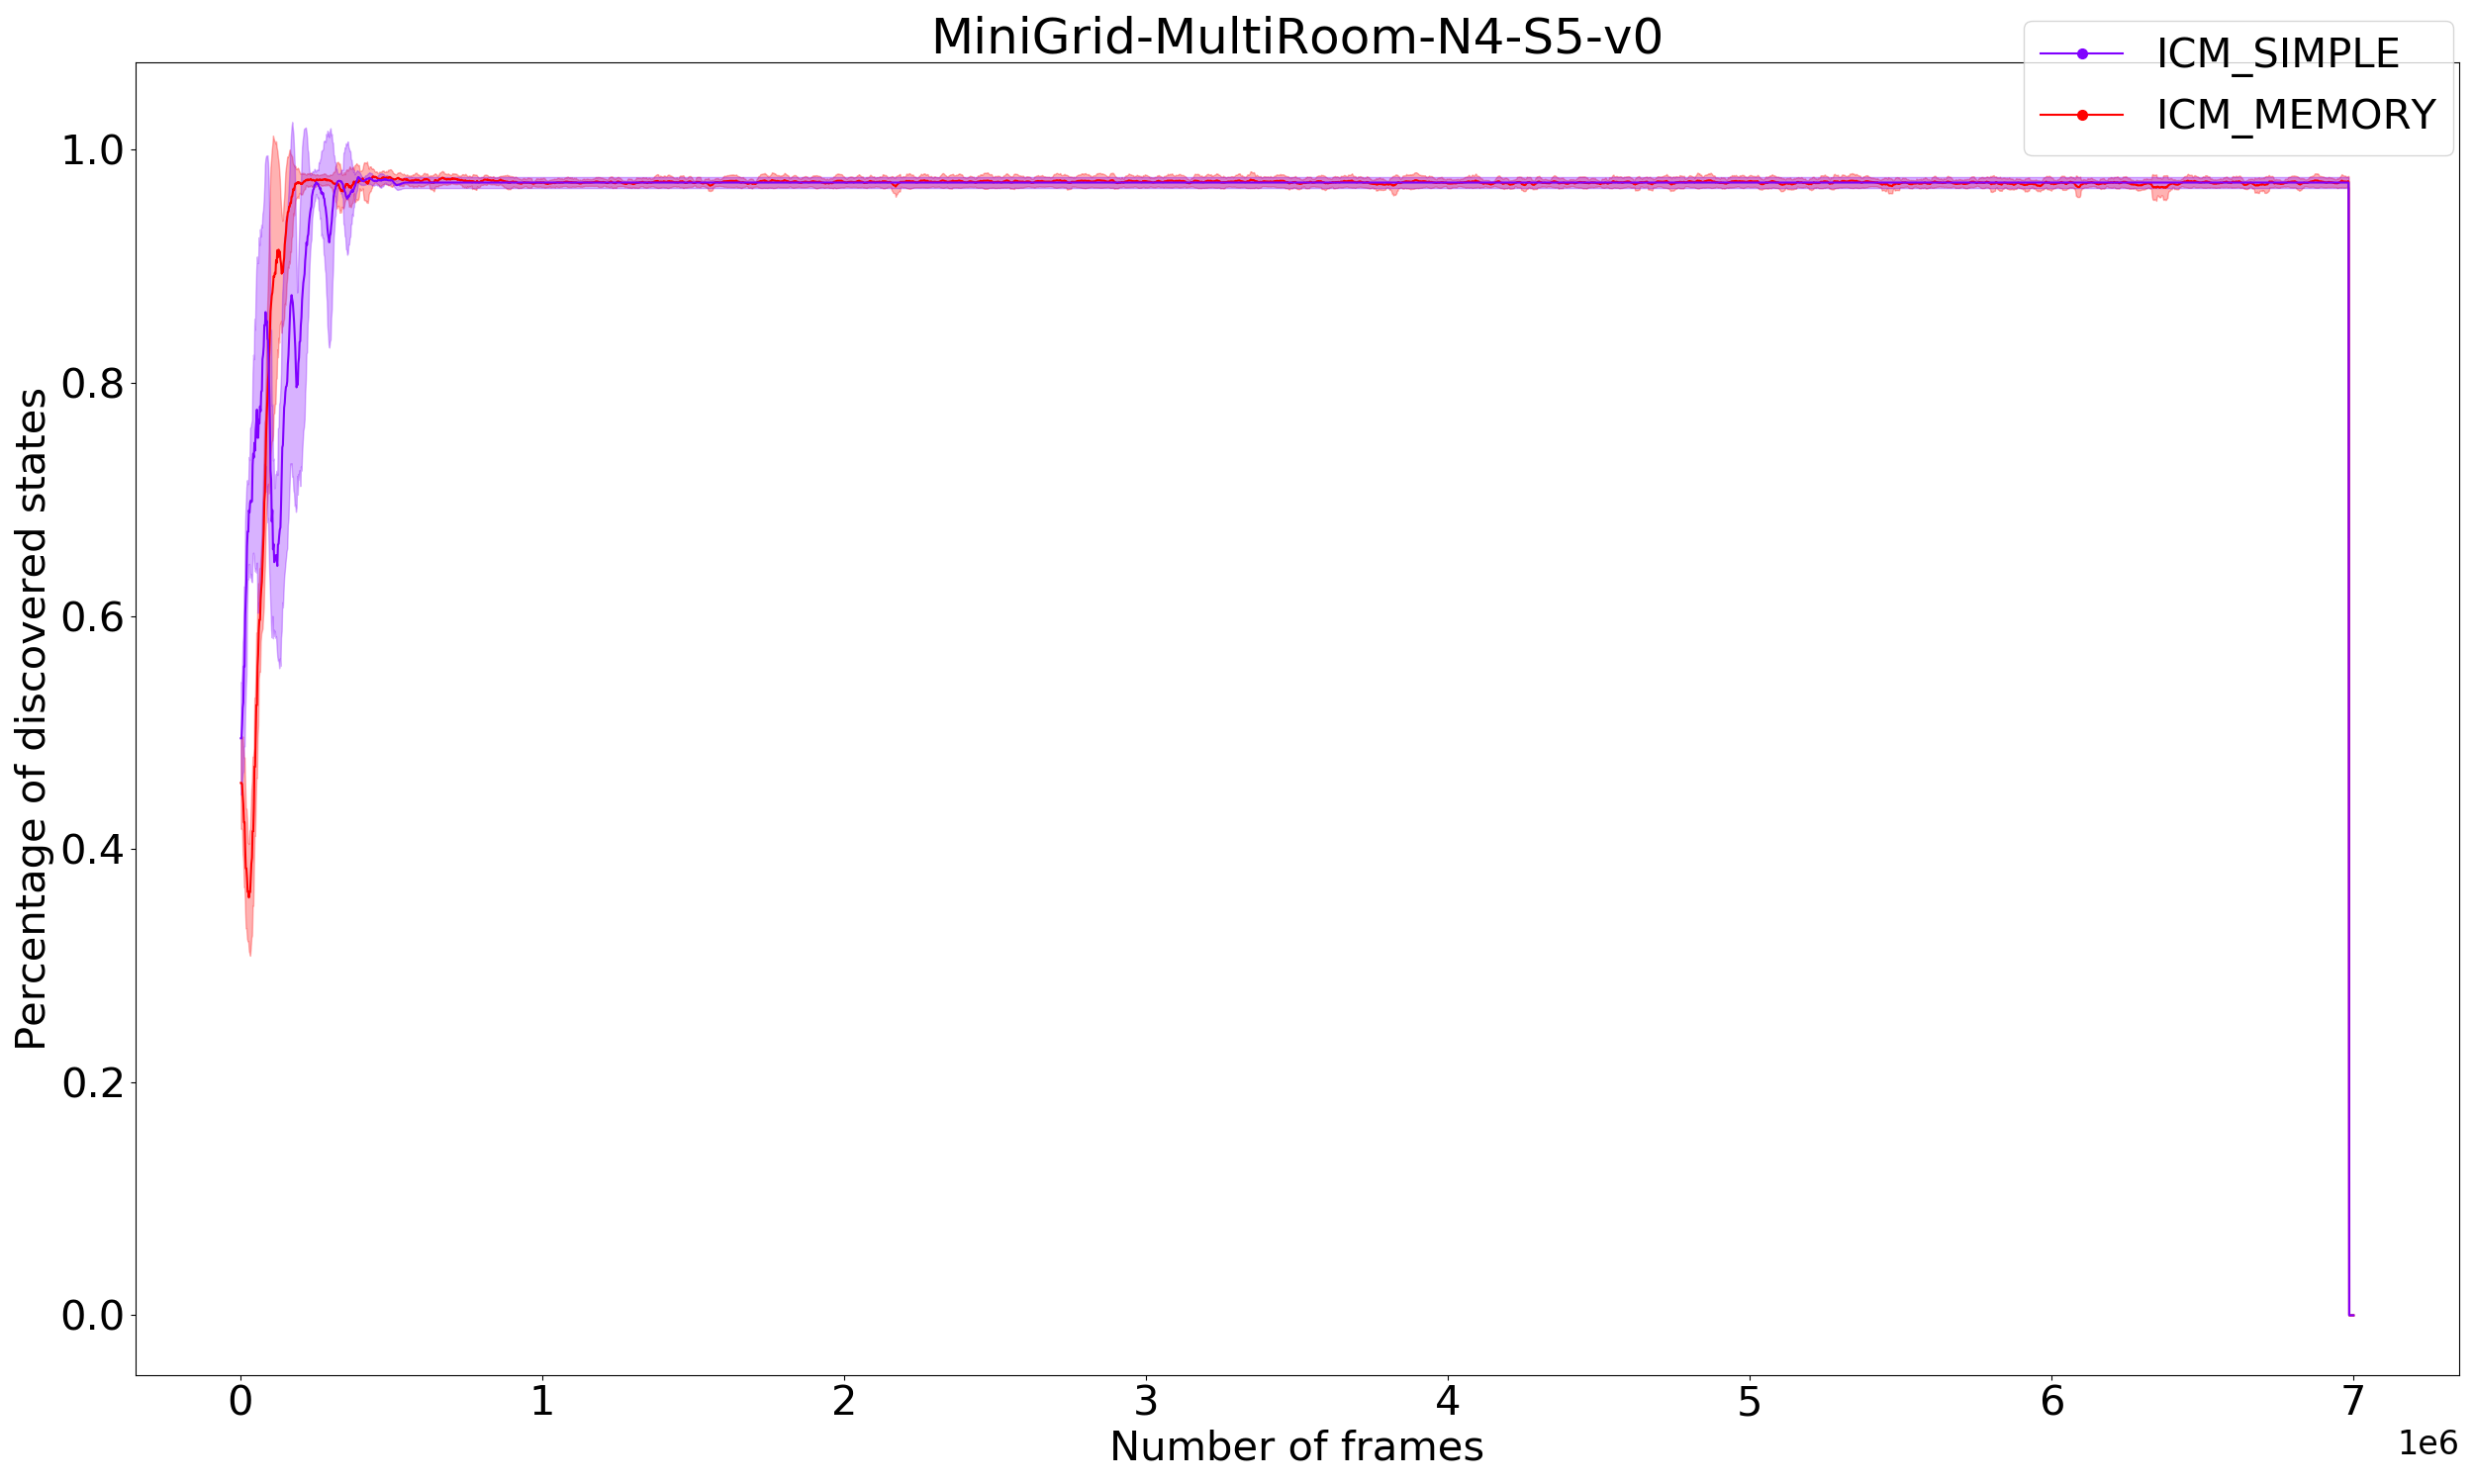 MiniGrid-MultiRoom-N4-S5-v0
ICM_SIMPLE
ICM_MEMORY
Percentage of discovered states
1.0
0.8
0.6
0.4
0.2
0.0
0 1 2 3 4 5 6 7
Number of frames
1e6